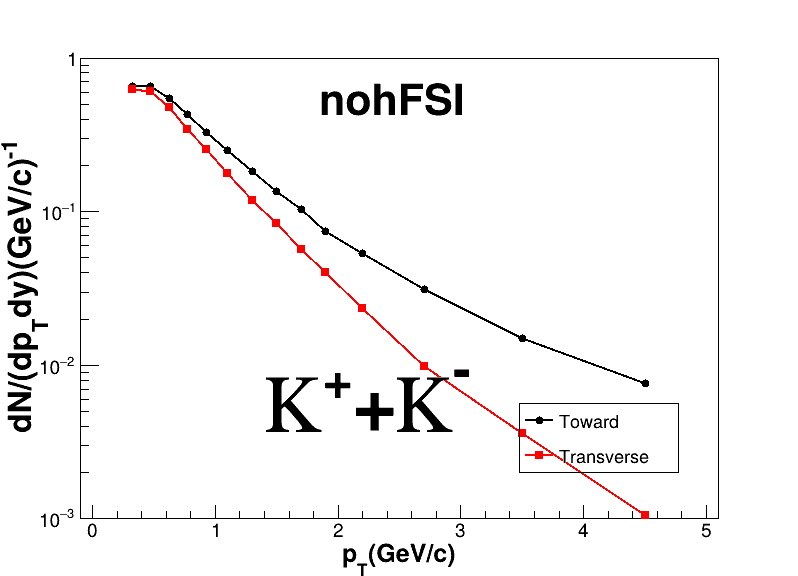 nohFSI
dN/(dp_T dy)(GeV/c)^-1
1
10^-1
10^-2
10^-3
K^+ + K^-
Toward
Transverse
0 1 2 3 4 5
p_T(GeV/c)